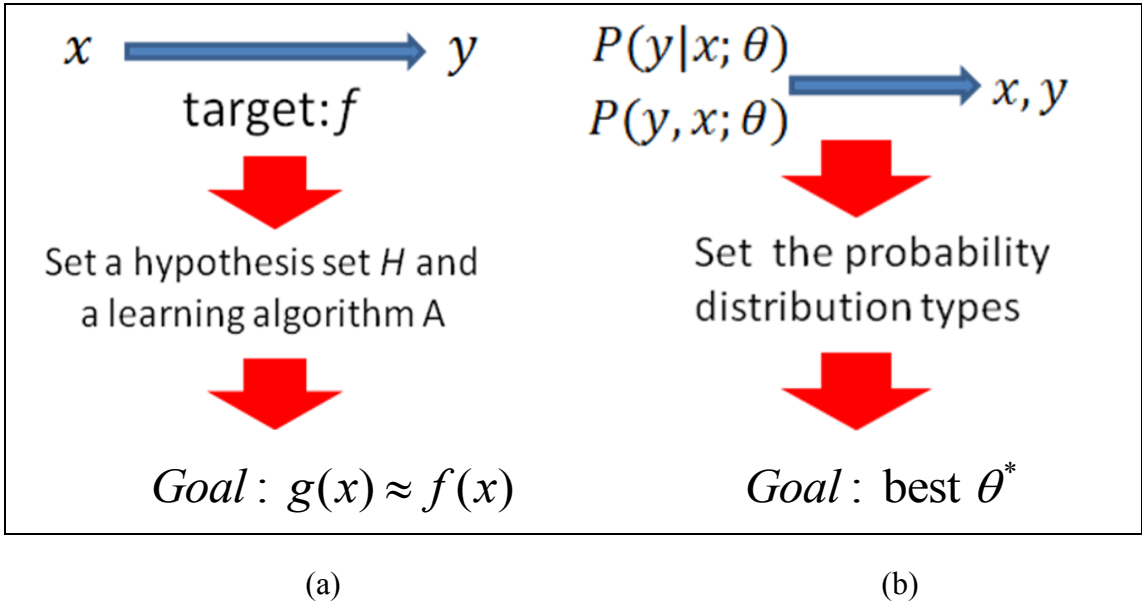 x → y
target: f
Set a hypothesis set H and
a learning algorithm A
Goal : g(x) ≈ f(x)
P(y|x; θ)
P(y, x; θ)
x, y
Set the probability
distribution types
Goal : best θ*
(a)
(b)